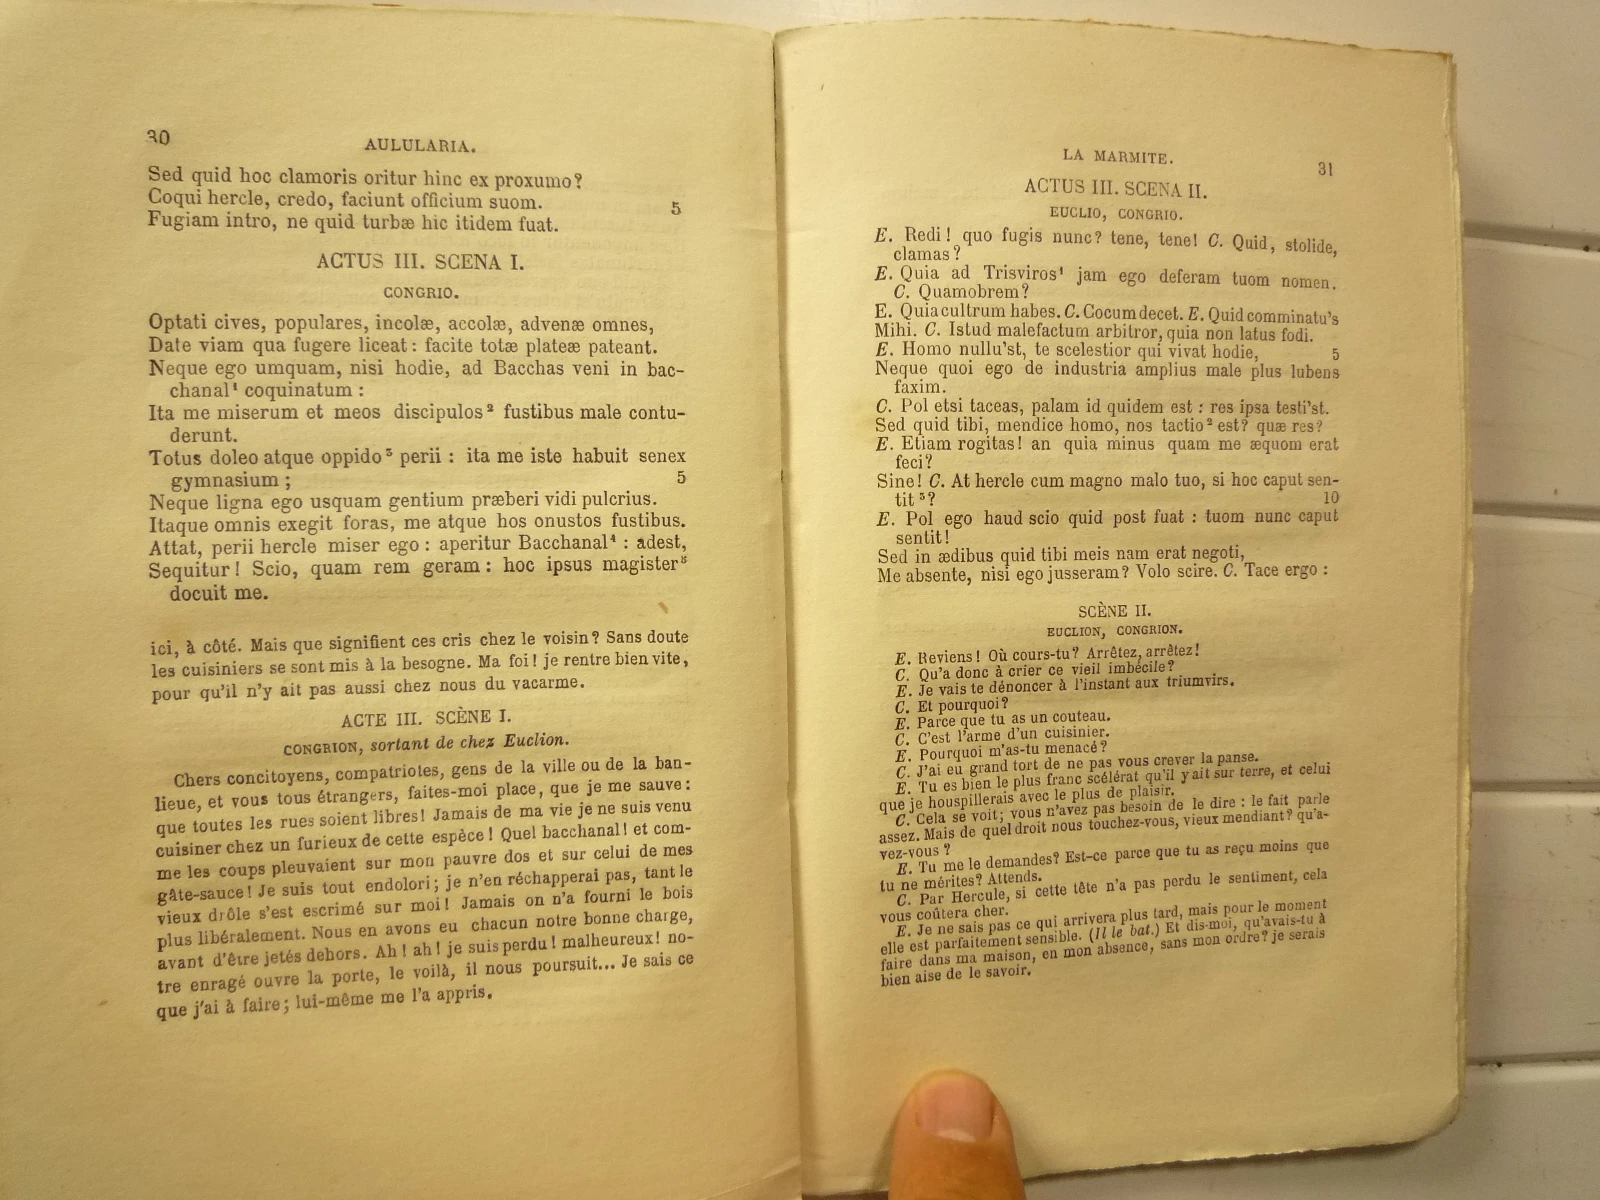 30
AULULARIA.
Sed quid hoc clamoris oritur hinc ex proxumo?
Coqui hercle, credo, faciunt officium suom. 5
Fugiam intro, ne quid turbæ hic itidem fuat.
ACTUS III. SCENA I.
CONGRIO.
Optati cives, populares, incolæ, accolæ, advenæ omnes,
Date viam qua fugere liceat : facite totæ plateæ pateant.
Neque ego umquam, nisi hodie, ad Bacchas veni in bac-
chanal¹ coquinatum :
Ita me miserum et meos discipulos² fustibus male contu-
derunt.
Totus doleo atque oppido³ perii : ita me iste habuit senex
gymnasium ; 5
Neque ligna ego usquam gentium præberi vidi pulcrius.
Itaque omnis exegit foras, me atque hos onustos fustibus.
Attat, perii hercle miser ego : aperitur Bacchanal⁴ : adest,
Sequitur! Scio, quam rem geram : hoc ipsus magister⁵
docuit me.
ici, à côté. Mais que signifient ces cris chez le voisin? Sans doute
les cuisiniers se sont mis à la besogne. Ma foi! je rentre bien vite,
pour qu'il n'y ait pas aussi chez nous du vacarme.
ACTE III. SCÈNE I.
CONGRION, sortant de chez Euclion.
Chers concitoyens, compatriotes, gens de la ville ou de la ban-
lieue, et vous tous étrangers, faites-moi place, que je me sauve :
que toutes les rues soient libres! Jamais de ma vie je ne suis venu
cuisiner chez un furieux de cette espèce! Quel bacchanal! et com-
me les coups pleuvaient sur mon pauvre dos et sur celui de mes
gâte-sauce! Je suis tout endolori; je n'en réchapperai pas, tant le
vieux drôle s'est escrimé sur moi! Jamais on n'a fourni le bois
plus libéralement. Nous en avons eu chacun notre bonne charge,
avant d'être jetés dehors. Ah! ah! je suis perdu! malheureux! no-
tre enragé ouvre la porte, le voilà, il nous poursuit... Je sais ce
que j'ai à faire; lui-même me l'a appris.
LA MARMITE.
31
ACTUS III. SCENA II.
EUCLIO, CONGRIO.
E. Redi! quo fugis nunc? tene, tene! C. Quid, stolide,
clamas?
E. Quia ad Trisviros¹ jam ego deferam tuom nomen.
C. Quamobrem?
E. Quia cultrum habes. C. Cocum decet. E. Quid comminatu's
Mihi. C. Istud malefactum arbitror, quia non latus fodi.
E. Homo nullu'st, te scelestior qui vivat hodie, 5
Neque quoi ego de industria amplius male plus lubens
faxim.
C. Pol etsi taceas, palam id quidem est : res ipsa testi'st.
Sed quid tibi, mendice homo, nos tactio² est? quæ res?
E. Etiam rogitas! an quia minus quam me æquom erat
feci?
Sine! C. At hercle cum magno malo tuo, si hoc caput sen-
tit³? 10
E. Pol ego haud scio quid post fuat : tuom nunc caput
sentit!
Sed in ædibus quid tibi meis nam erat negoti,
Me absente, nisi ego jusseram? Volo scire. C. Tace ergo :
SCÈNE II.
EUCLION, CONGRION.
E. Reviens! Où cours-tu? Arrêtez, arrêtez!
C. Qu'a donc à crier ce vieil imbécile?
E. Je vais te dénoncer à l'instant aux triumvirs.
C. Et pourquoi?
E. Parce que tu as un couteau.
C. C'est l'arme d'un cuisinier.
E. Pourquoi m'as-tu menacé?
C. J'ai eu grand tort de ne pas vous crever la panse.
E. Tu es bien le plus franc scélérat qu'il y ait sur terre, et celui
que je houspillerais avec le plus de plaisir.
C. Cela se voit; vous n'avez pas besoin de le dire : le fait parle
assez. Mais de quel droit nous touchez-vous, vieux mendiant? qu'a-
vez-vous?
E. Tu me le demandes? Est-ce parce que tu as reçu moins que
tu ne mérites? Attends.
C. Par Hercule, si cette tête n'a pas perdu le sentiment, cela
vous coûtera cher.
E. Je ne sais pas ce qui arrivera plus tard, mais pour le moment
elle est parfaitement sensible. (Il le bat.) Et dis-moi, qu'avais-tu à
faire dans ma maison, en mon absence, sans mon ordre? je serais
bien aise de le savoir.